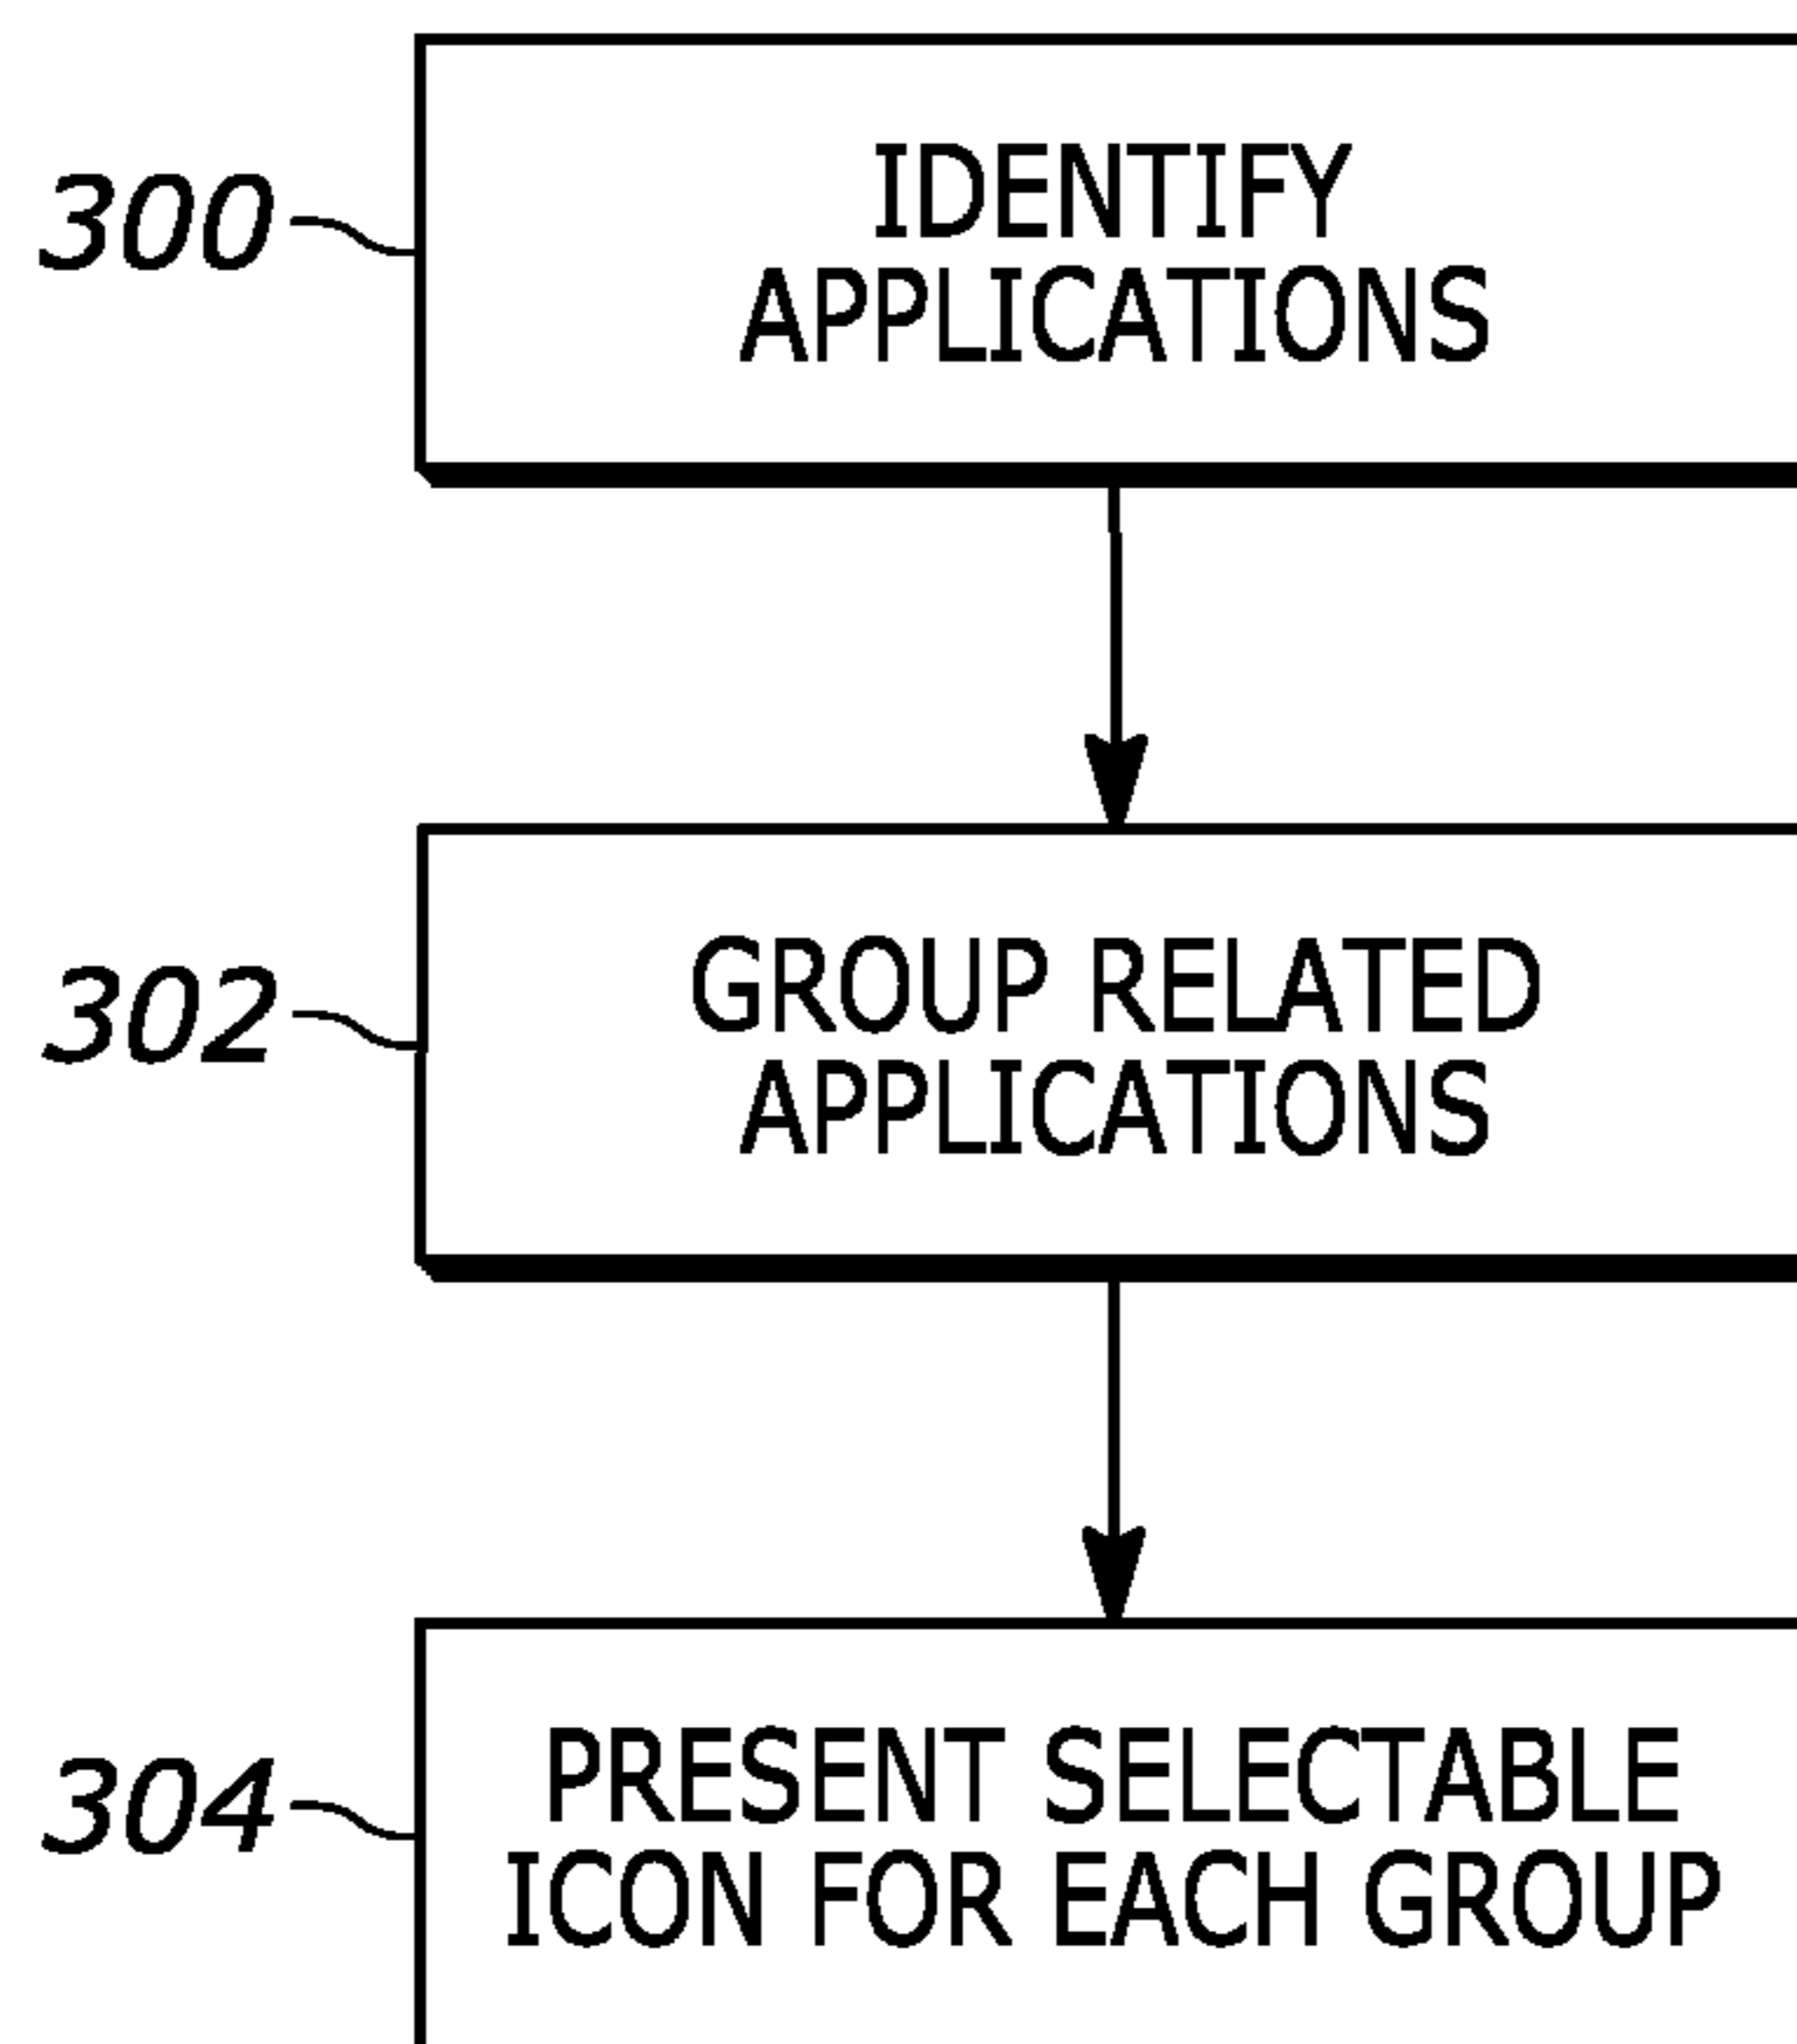 300
IDENTIFY
APPLICATIONS
302
GROUP RELATED
APPLICATIONS
304
PRESENT SELECTABLE
ICON FOR EACH GROUP